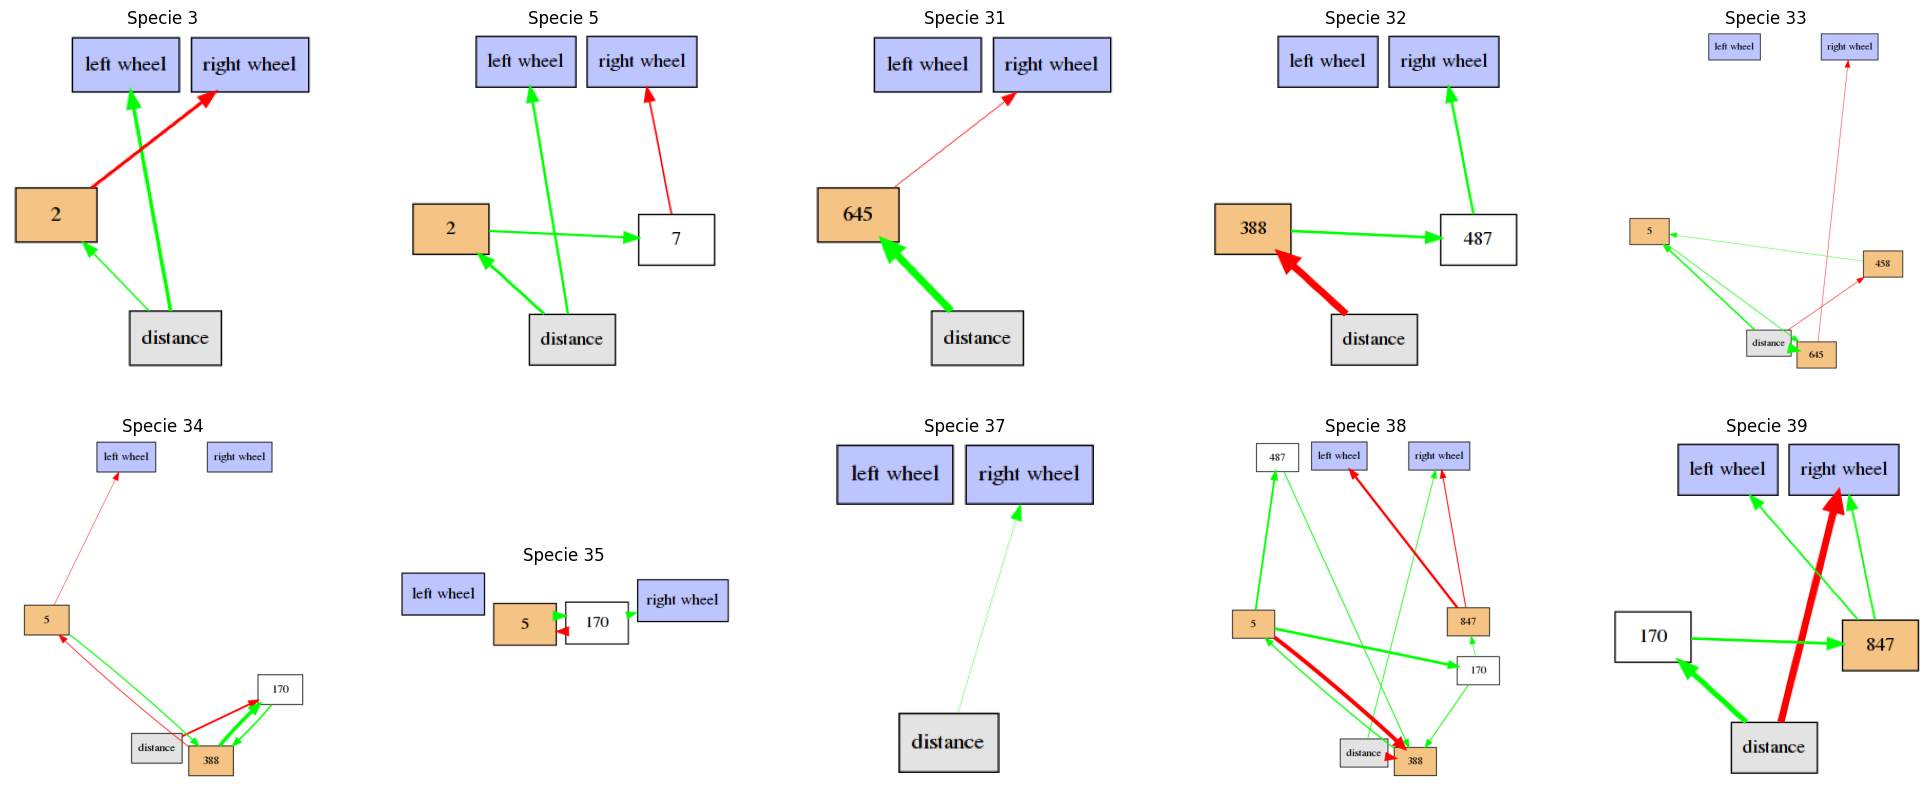 Specie 3
left wheel
right wheel
2
distance
Specie 5
left wheel
right wheel
2
7
distance
Specie 31
left wheel
right wheel
645
distance
Specie 32
left wheel
right wheel
388
487
distance
Specie 33
left wheel
right wheel
5
458
distance
645
Specie 34
left wheel
right wheel
5
170
distance
388
Specie 35
left wheel
5
170
right wheel
Specie 37
left wheel
right wheel
distance
Specie 38
487
left wheel
right wheel
5
847
170
distance
388
Specie 39
left wheel
right wheel
170
847
distance